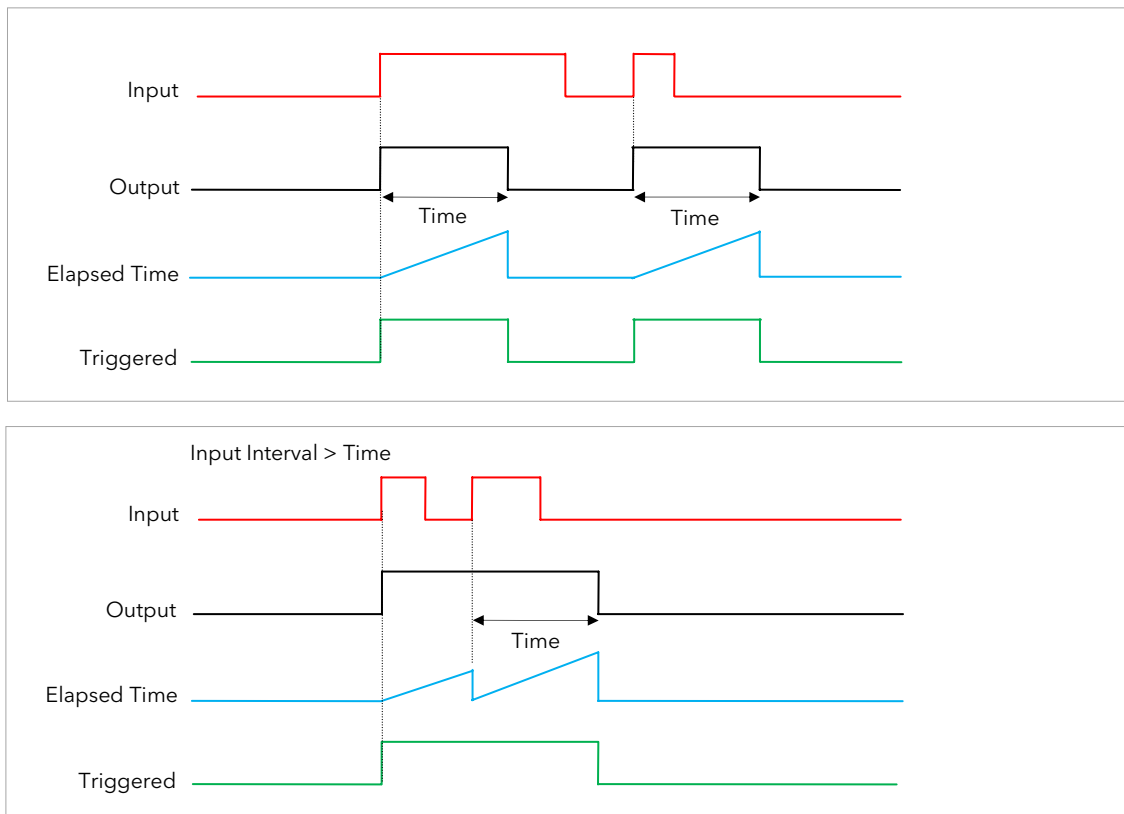 Input
Output
Time
Time
Elapsed Time
Triggered
Input Interval > Time
Input
Output
Time
Elapsed Time
Triggered